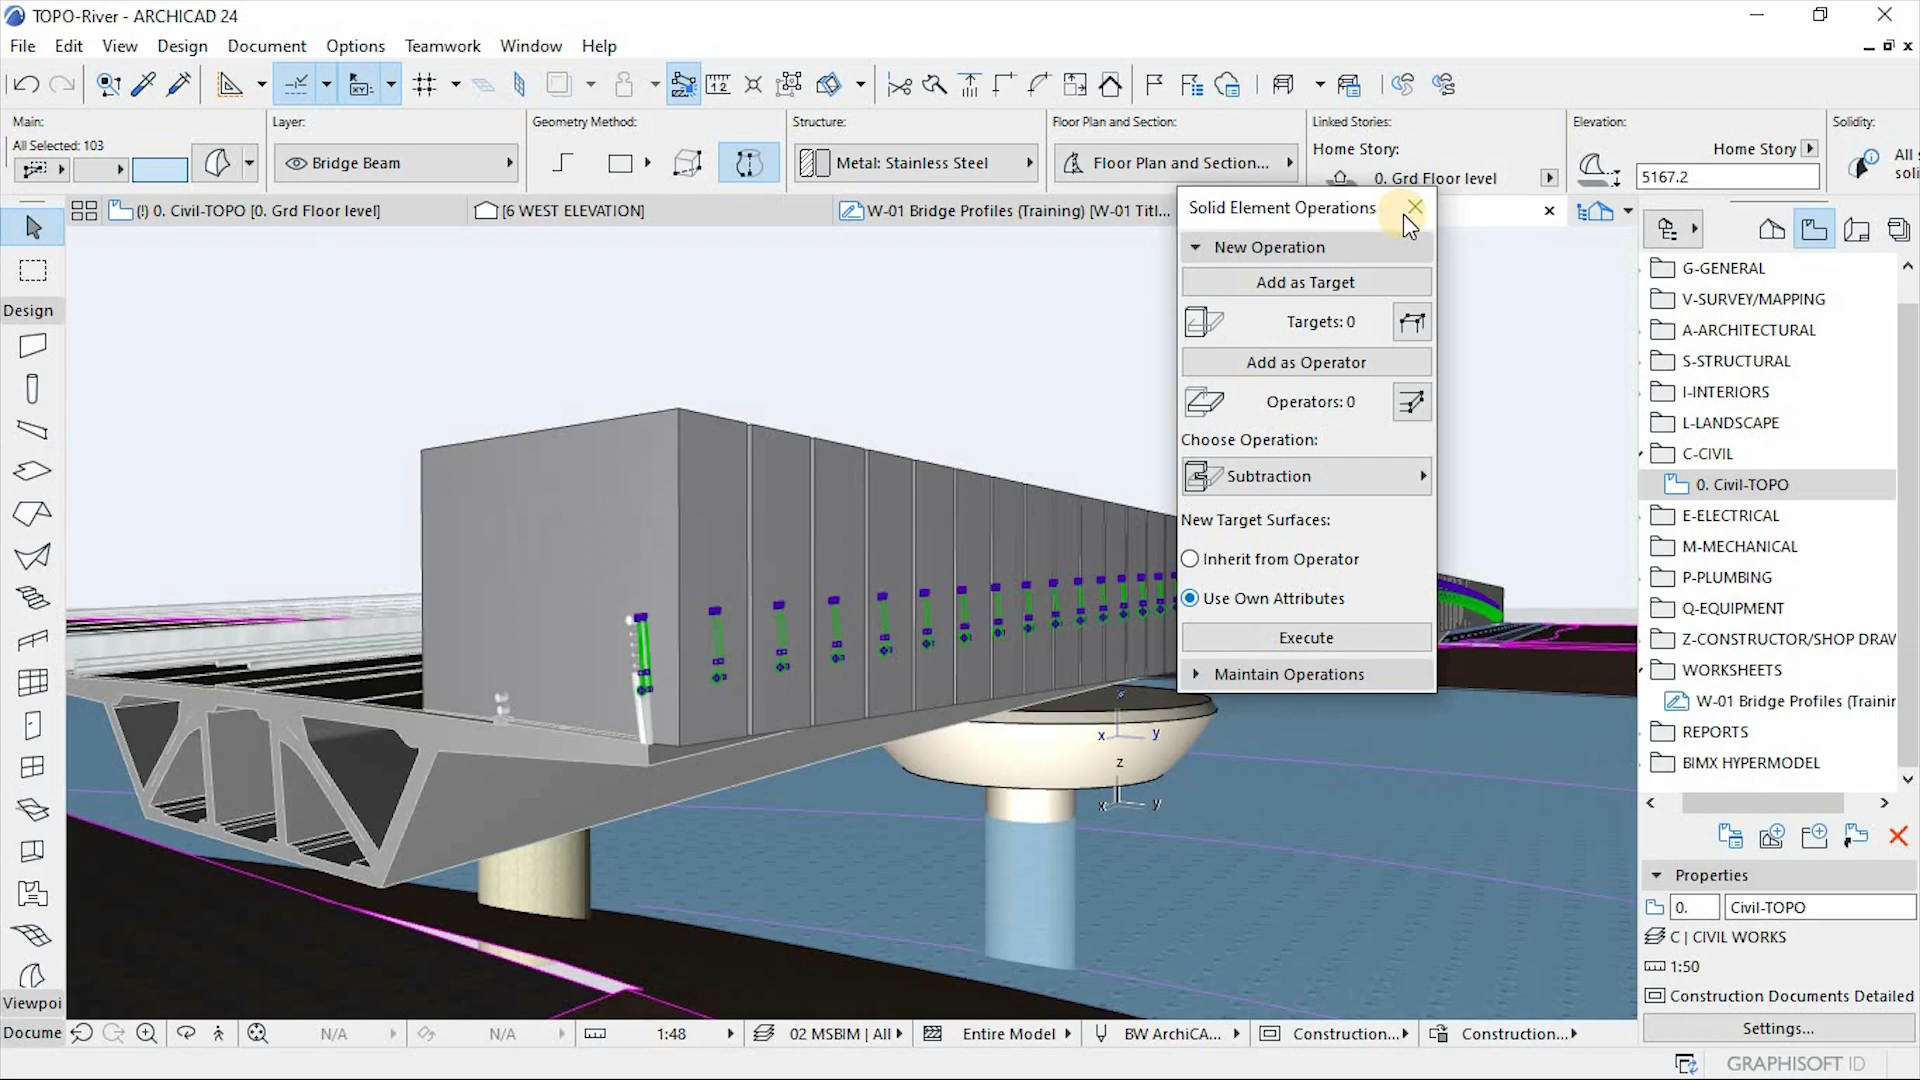 TOPO-River - ARCHICAD 24
File Edit View Design Document Options Teamwork Window Help
Main:
All Selected: 103
Layer:
Bridge Beam
Geometry Method:
Structure:
Metal: Stainless Steel
Floor Plan and Section:
Floor Plan and Section...
Linked Stories:
Home Story:
0. Grd Floor level
Elevation:
Home Story
5167.2
Solidity:
All s
soli
(!) 0. Civil-TOPO [0. Grd Floor level]
[6 WEST ELEVATION]
W-01 Bridge Profiles (Training) [W-01 Titl...
Solid Element Operations
New Operation
Add as Target
Targets: 0
Add as Operator
Operators: 0
Choose Operation:
Subtraction
New Target Surfaces:
Inherit from Operator
Use Own Attributes
Execute
Maintain Operations
Design
Viewpoi
Docume
x
y
z
x
y
G-GENERAL
V-SURVEY/MAPPING
A-ARCHITECTURAL
S-STRUCTURAL
I-INTERIORS
L-LANDSCAPE
C-CIVIL
0. Civil-TOPO
E-ELECTRICAL
M-MECHANICAL
P-PLUMBING
Q-EQUIPMENT
Z-CONSTRUCTOR/SHOP DRAW
WORKSHEETS
W-01 Bridge Profiles (Trainir
REPORTS
BIMX HYPERMODEL
Properties
0.
Civil-TOPO
C | CIVIL WORKS
1:50
Construction Documents Detailed
Settings...
N/A
N/A
1:48
02 MSBIM | All
Entire Model
BW ArchiCA...
Construction...
Construction...
GRAPHISOFT ID